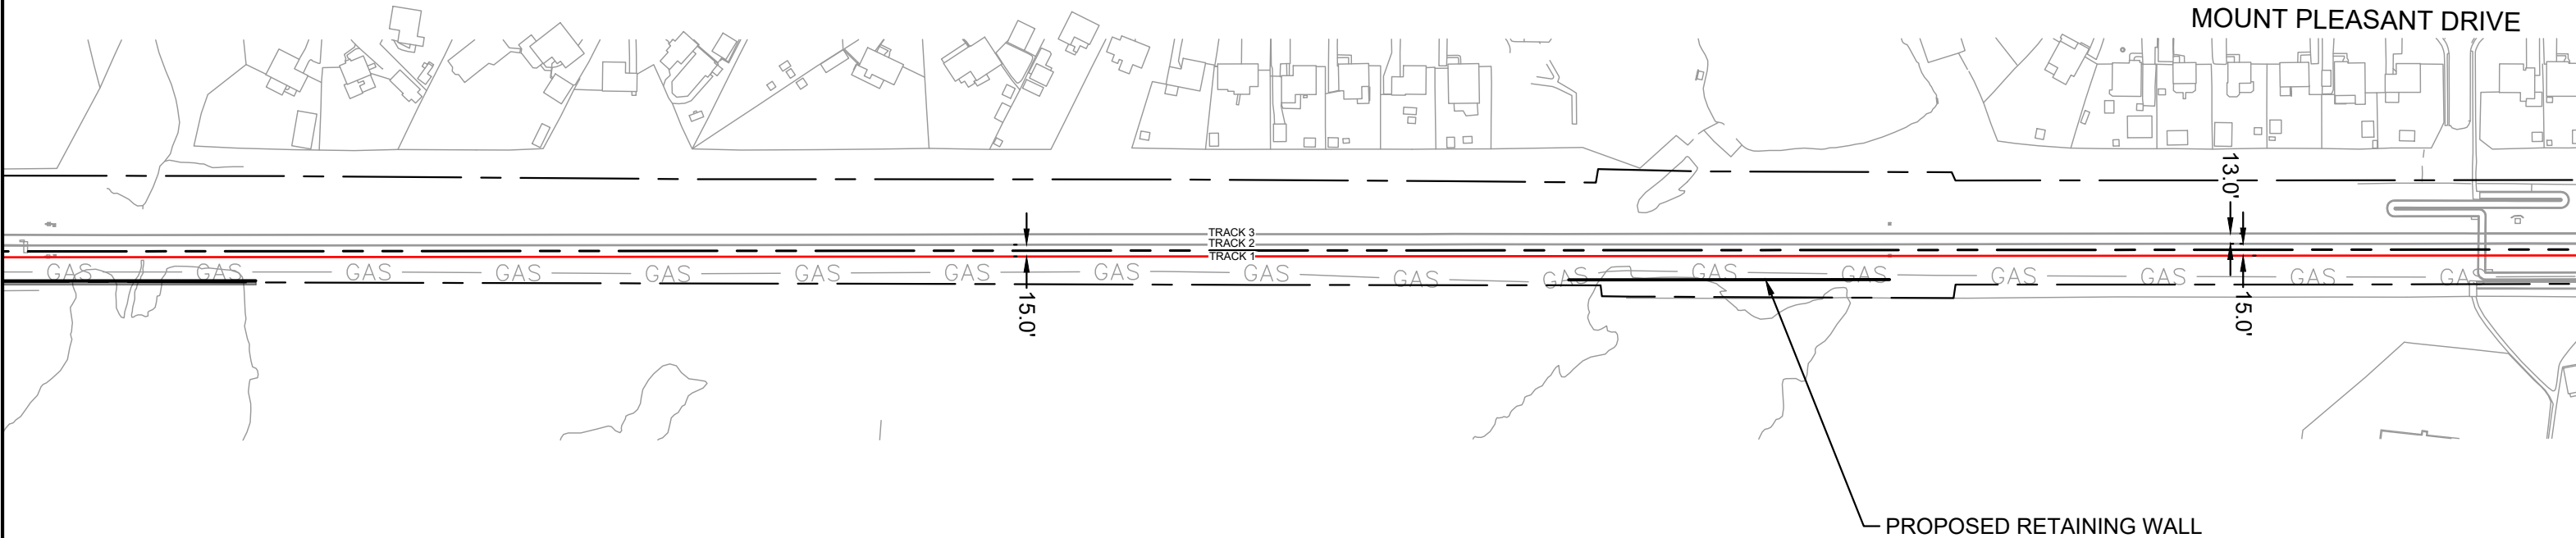 MOUNT PLEASANT DRIVE
13.0'
TRACK 3
TRACK 2
TRACK 1
GAS GAS GAS GAS GAS GAS GAS GAS GAS GAS GAS GAS GAS GAS GAS GAS GAS
15.0'
15.0'
PROPOSED RETAINING WALL